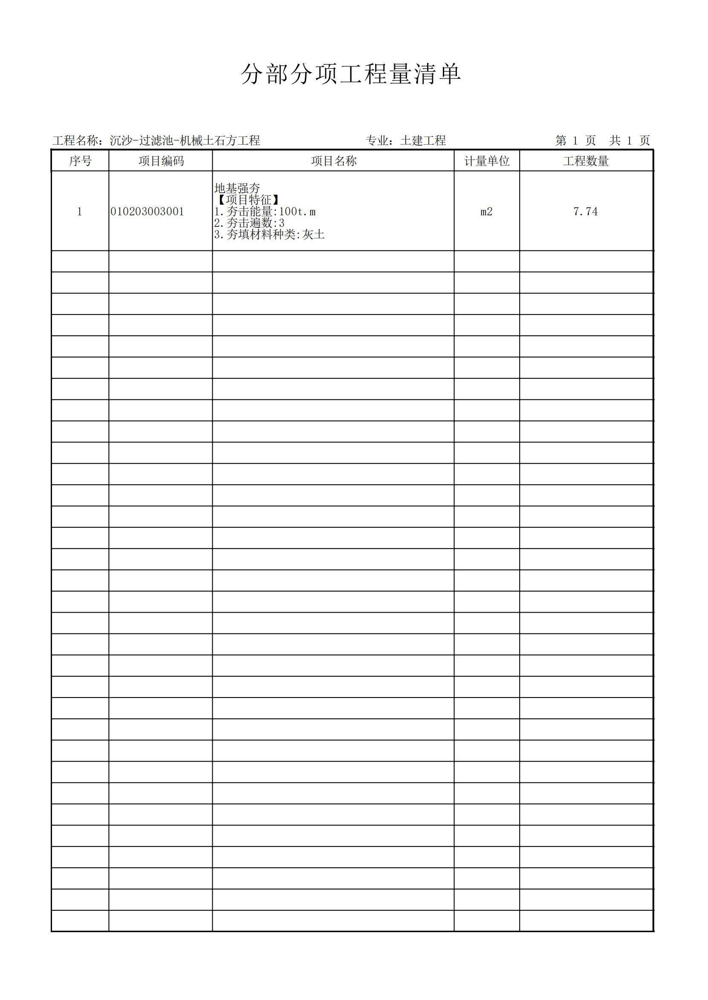 分部分项工程量清单
工程名称：沉沙-过滤池-机械土石方工程 专业：土建工程 第 1 页 共 1 页
序号 项目编码 项目名称 计量单位 工程数量
地基强夯
【项目特征】
1 010203003001 1.夯击能量:100t.m m2 7.74
2.夯击遍数:3
3.夯填材料种类:灰土